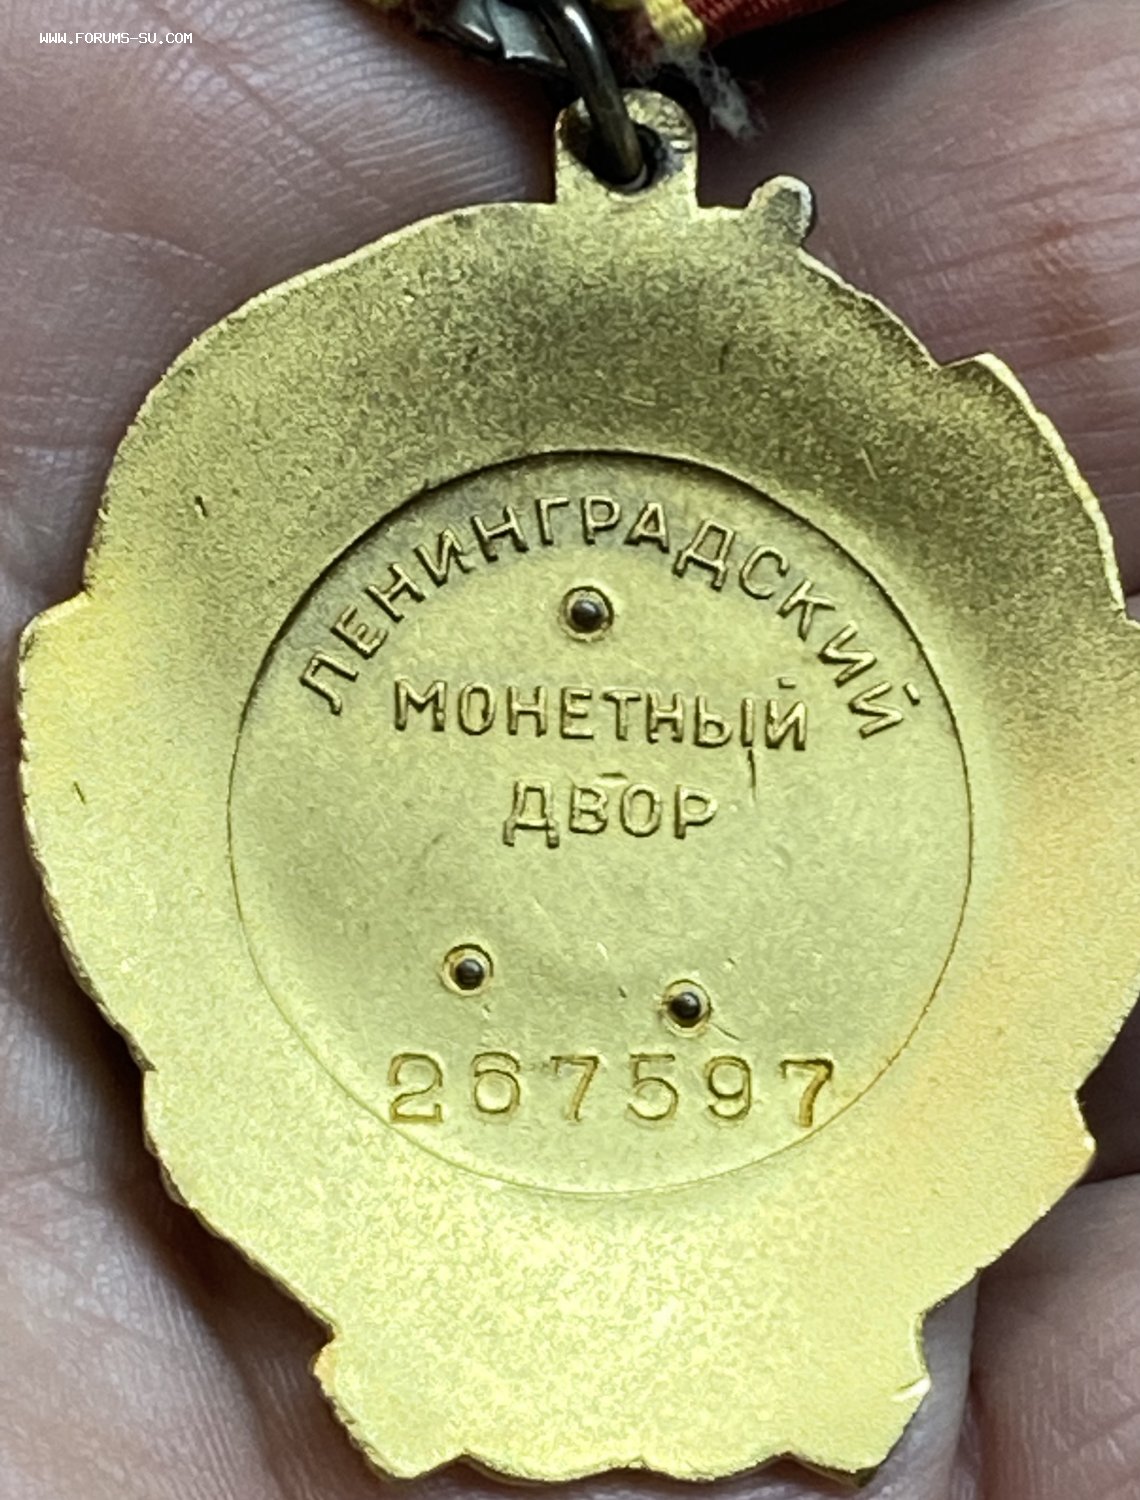 WWW.FORUMS-SU.COM
ЛЕНИНГРАДСКИЙ
МОНЕТНЫЙ
ДВОР
267597